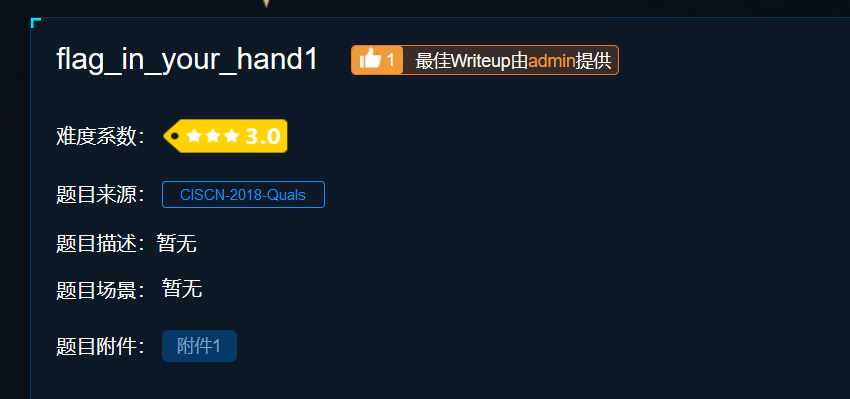 flag_in_your_hand1 1 最佳Writeup由admin提供
难度系数： 3.0
题目来源： CISCN-2018-Quals
题目描述：暂无
题目场景： 暂无
题目附件： 附件1